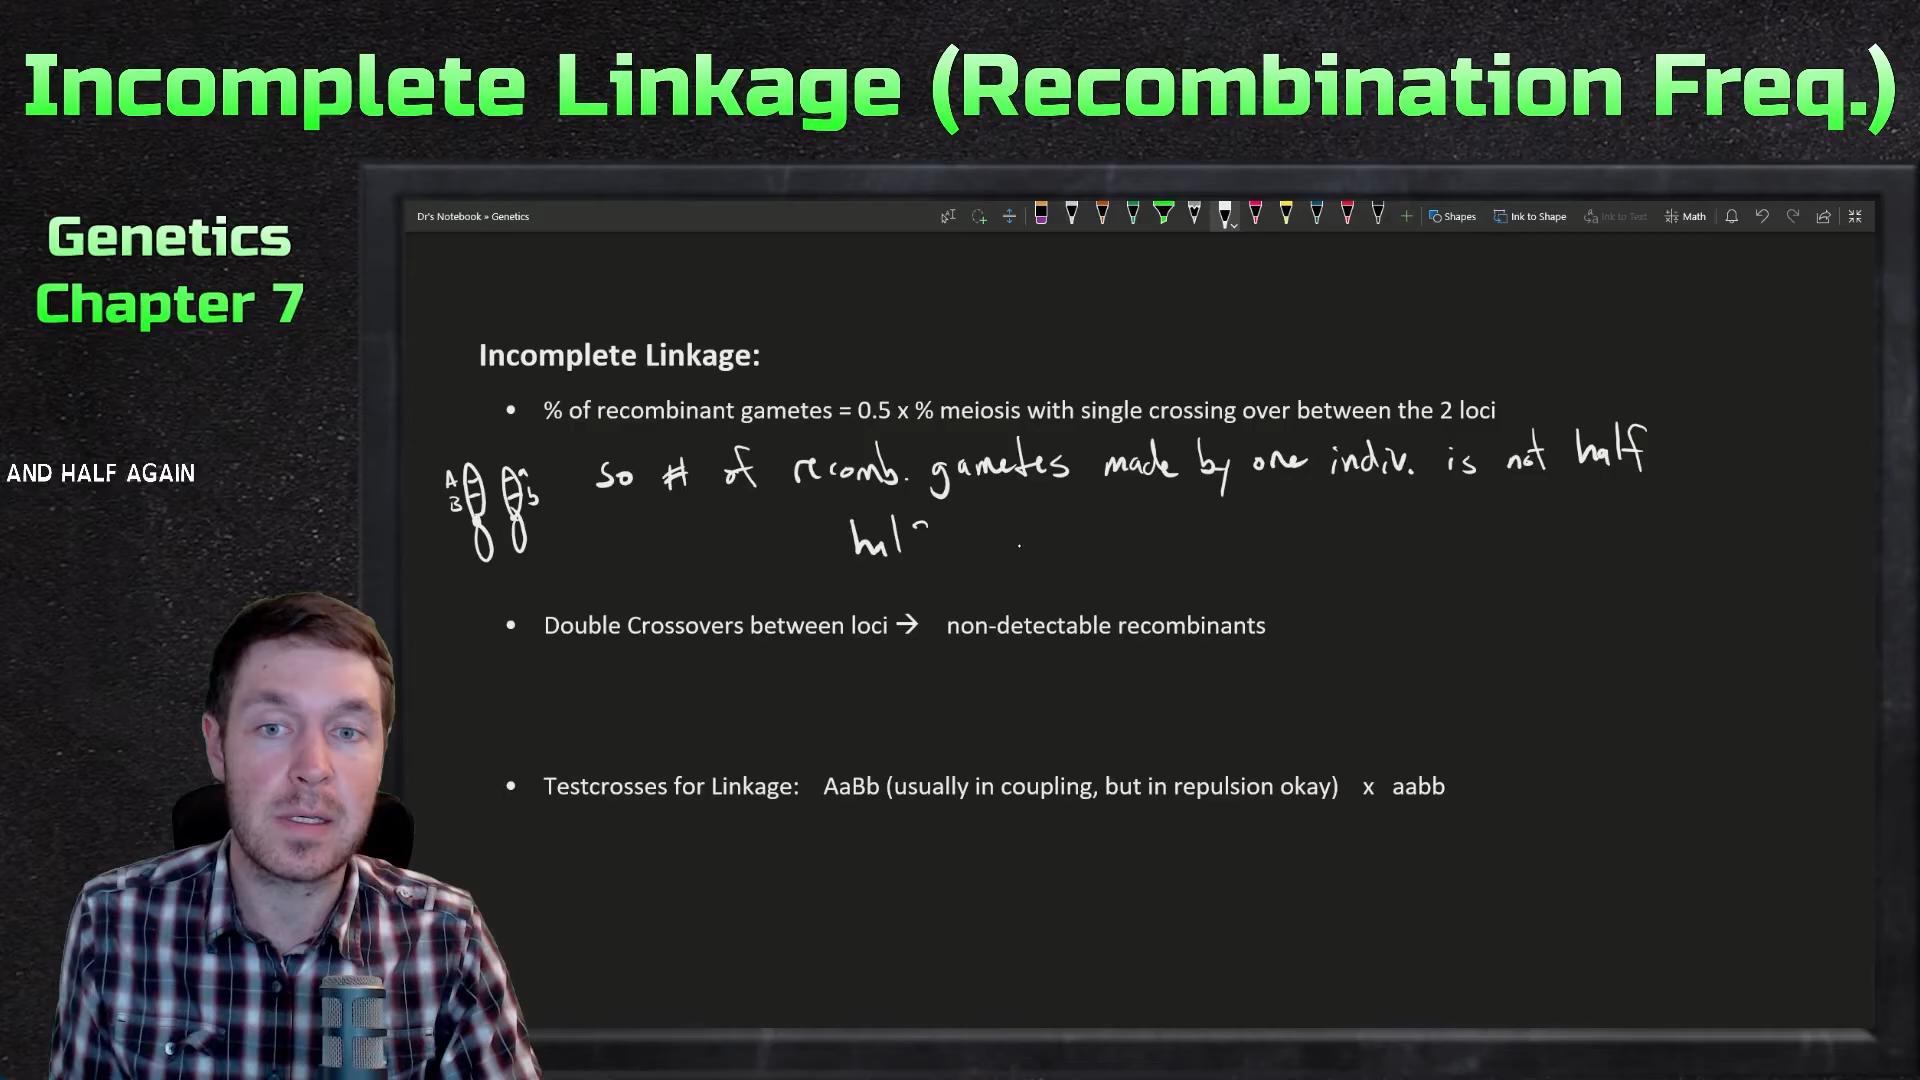 Incomplete Linkage (Recombination Freq.)
Genetics
Chapter 7
Dr's Notebook » Genetics
Shapes
Ink to Shape
Ink to Text
Math
Incomplete Linkage:
• % of recombinant gametes = 0.5 x % meiosis with single crossing over between the 2 loci
so # of recomb. gametes made by one indiv. is not half
AND HALF AGAIN
A a
B b
• Double Crossovers between loci → non-detectable recombinants
• Testcrosses for Linkage: AaBb (usually in coupling, but in repulsion okay) x aabb